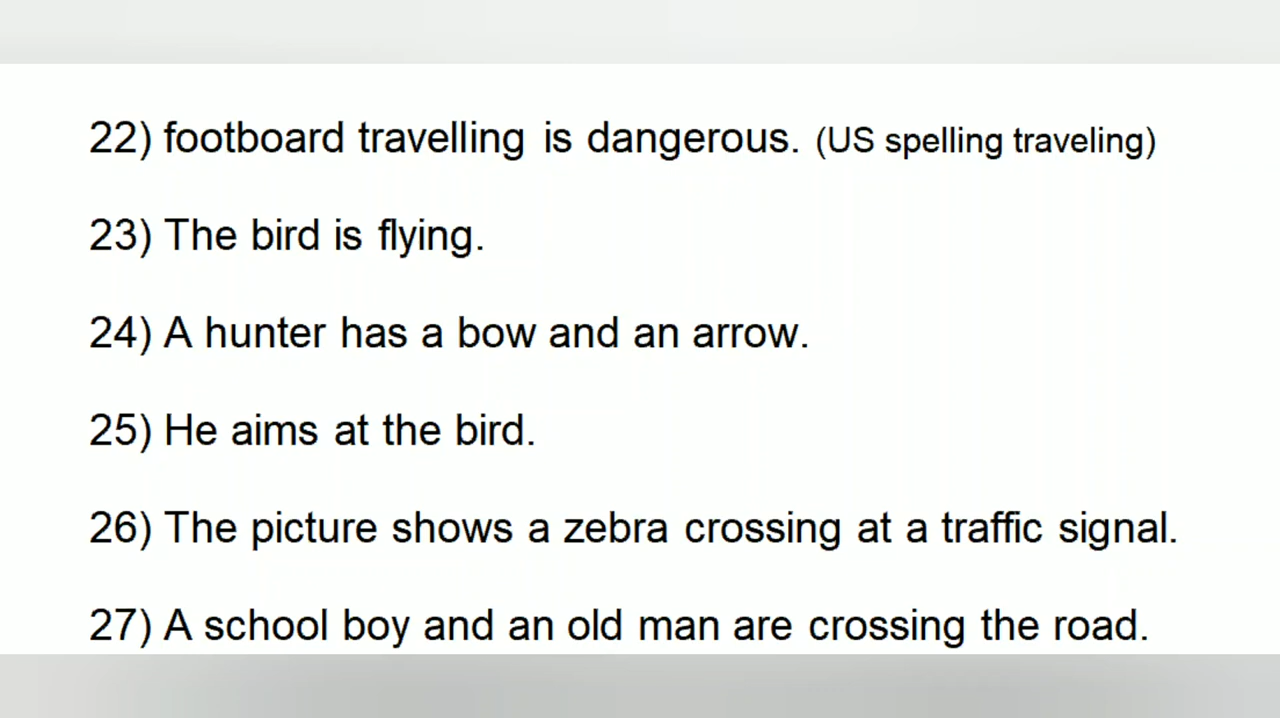 22) footboard travelling is dangerous. (US spelling traveling)
23) The bird is flying.
24) A hunter has a bow and an arrow.
25) He aims at the bird.
26) The picture shows a zebra crossing at a traffic signal.
27) A school boy and an old man are crossing the road.